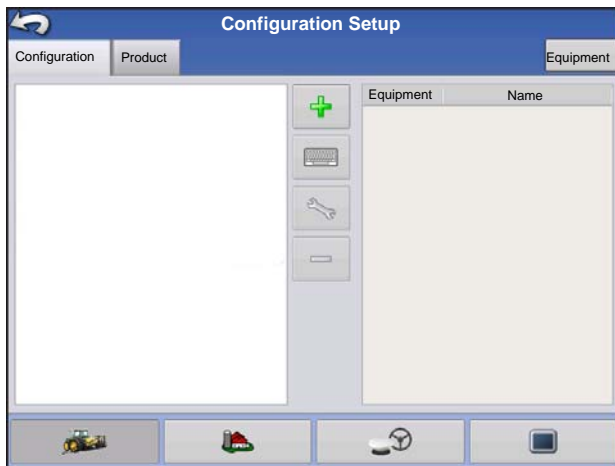 Configuration Setup
Configuration Product Equipment
Equipment Name